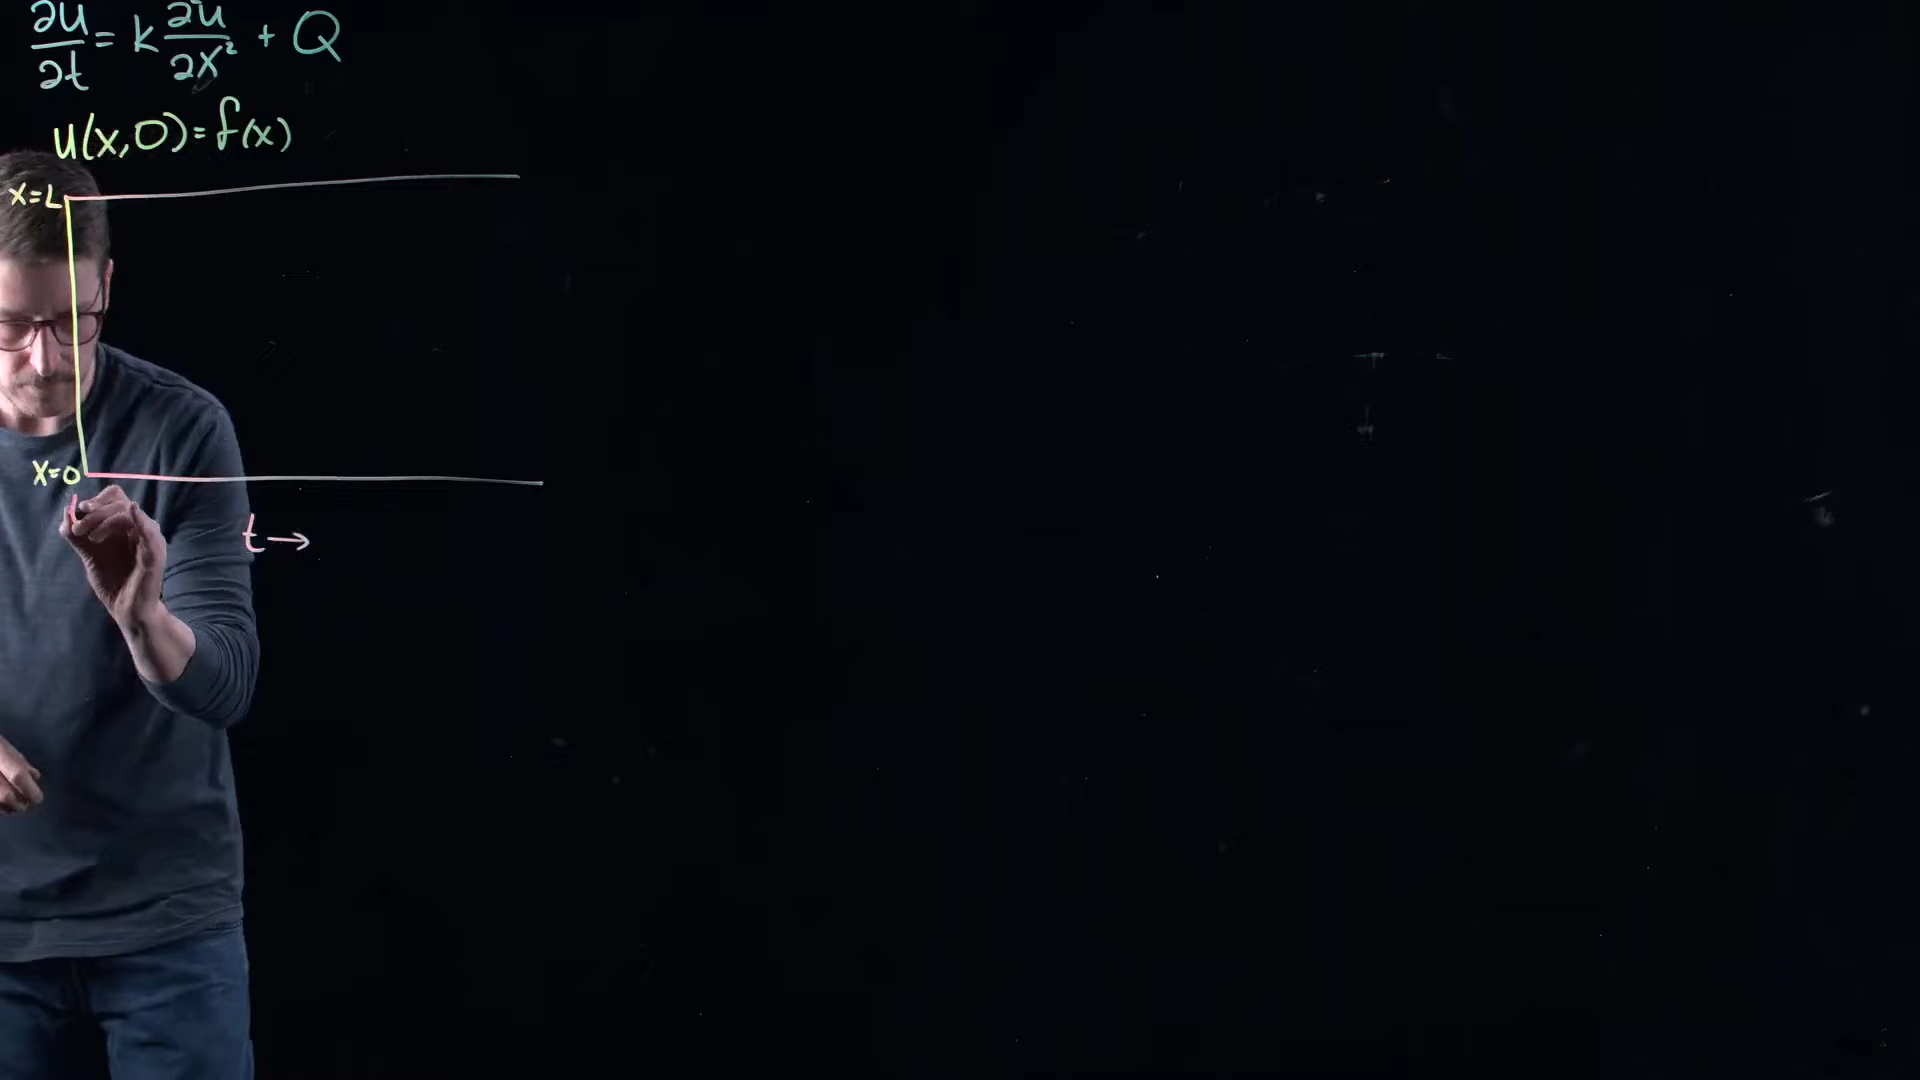 ∂u/∂t = k ∂²u/∂x² + Q
u(x,0)=f(x)
x=L
x=0
t→